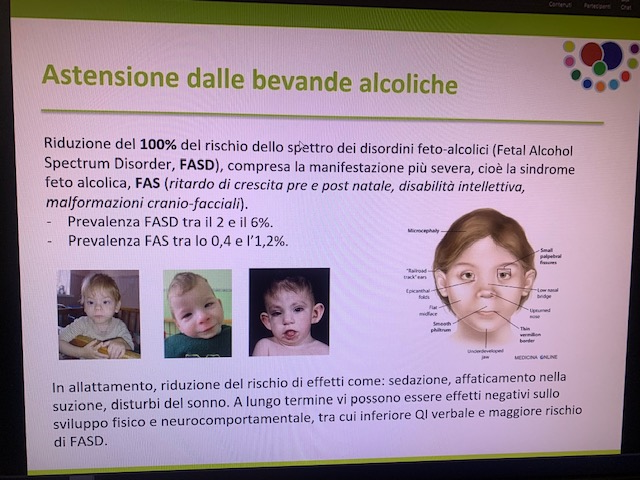 Contenuti
Partecipanti
Chat
Astensione dalle bevande alcoliche
Riduzione del 100% del rischio dello spettro dei disordini feto-alcolici (Fetal Alcohol
Spectrum Disorder, FASD), compresa la manifestazione più severa, cioè la sindrome
feto alcolica, FAS (ritardo di crescita pre e post natale, disabilità intellettiva,
malformazioni cranio-facciali).
- Prevalenza FASD tra il 2 e il 6%.
- Prevalenza FAS tra lo 0,4 e l'1,2%.
Microcephaly
"Railroad
track" ears
Epicanthal
folds
Flat
midface
Smooth
philtrum
Underdeveloped
jaw
Small
palpebral
fissures
Low nasal
bridge
Upturned
nose
Thin
vermilion
border
MEDICINA ONLINE
In allattamento, riduzione del rischio di effetti come: sedazione, affaticamento nella
suzione, disturbi del sonno. A lungo termine vi possono essere effetti negativi sullo
sviluppo fisico e neurocomportamentale, tra cui inferiore QI verbale e maggiore rischio
di FASD.